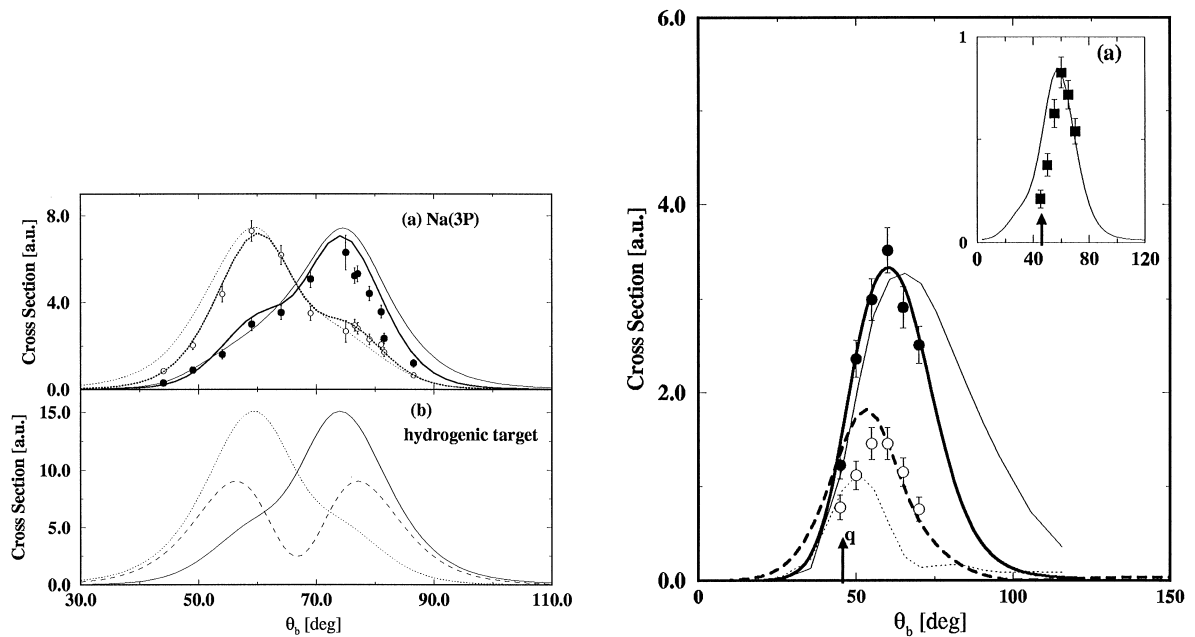 8.0
4.0
0.0
Cross Section [a.u.]
(a) Na(3P)
15.0
10.0
5.0
0.0
Cross Section [a.u.]
(b)
hydrogenic target
30.0 50.0 70.0 90.0 110.0
θb [deg]
6.0
4.0
2.0
0.0
Cross Section [a.u.]
q
0 50 100 150
θb [deg]
1
0
(a)
0 40 80 120